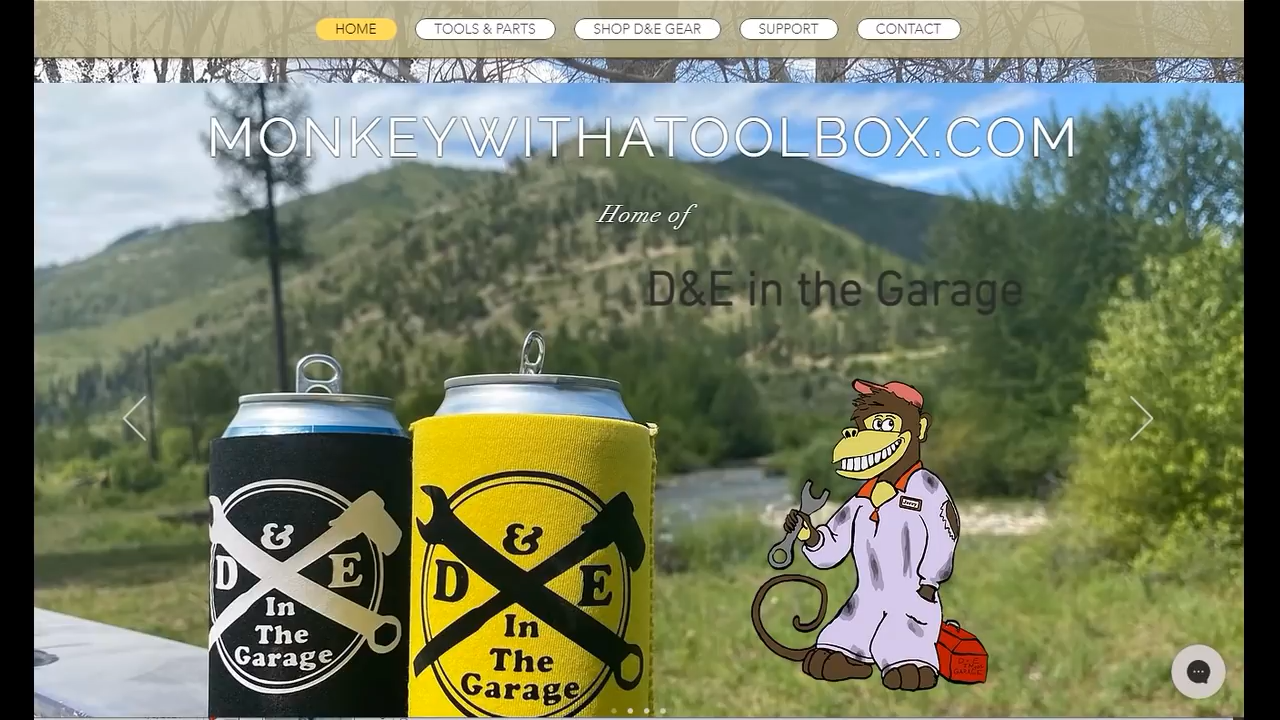 HOME
TOOLS & PARTS
SHOP D&E GEAR
SUPPORT
CONTACT
MONKEYWITHATOOLBOX.COM
Home of
D&E in the Garage
&
D E
In
The
Garage
&
D E
In
The
Garage
D&E
GARAGE